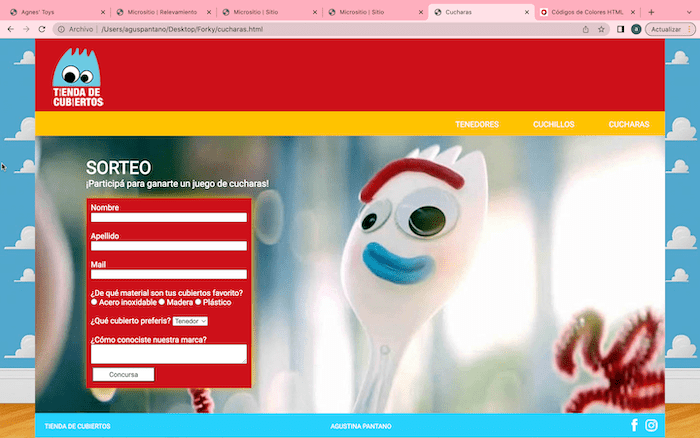 Agnes' Toys
Micrositio | Relevamiento
Micrositio | Sitio
Micrositio | Sitio
Cucharas
Códigos de Colores HTML
Archivo | /Users/aguspantano/Desktop/Forky/cucharas.html
a
Actualizar
TIENDA DE
CUBIERTOS
TENEDORES CUCHILLOS CUCHARAS
SORTEO
¡Participá para ganarte un juego de cucharas!
Nombre
Apellido
Mail
¿De qué material son tus cubiertos favorito?
Acero inoxidable Madera Plástico
¿Qué cubierto preferis? Tenedor
¿Cómo conociste nuestra marca?
Concursa
TIENDA DE CUBIERTOS AGUSTINA PANTANO